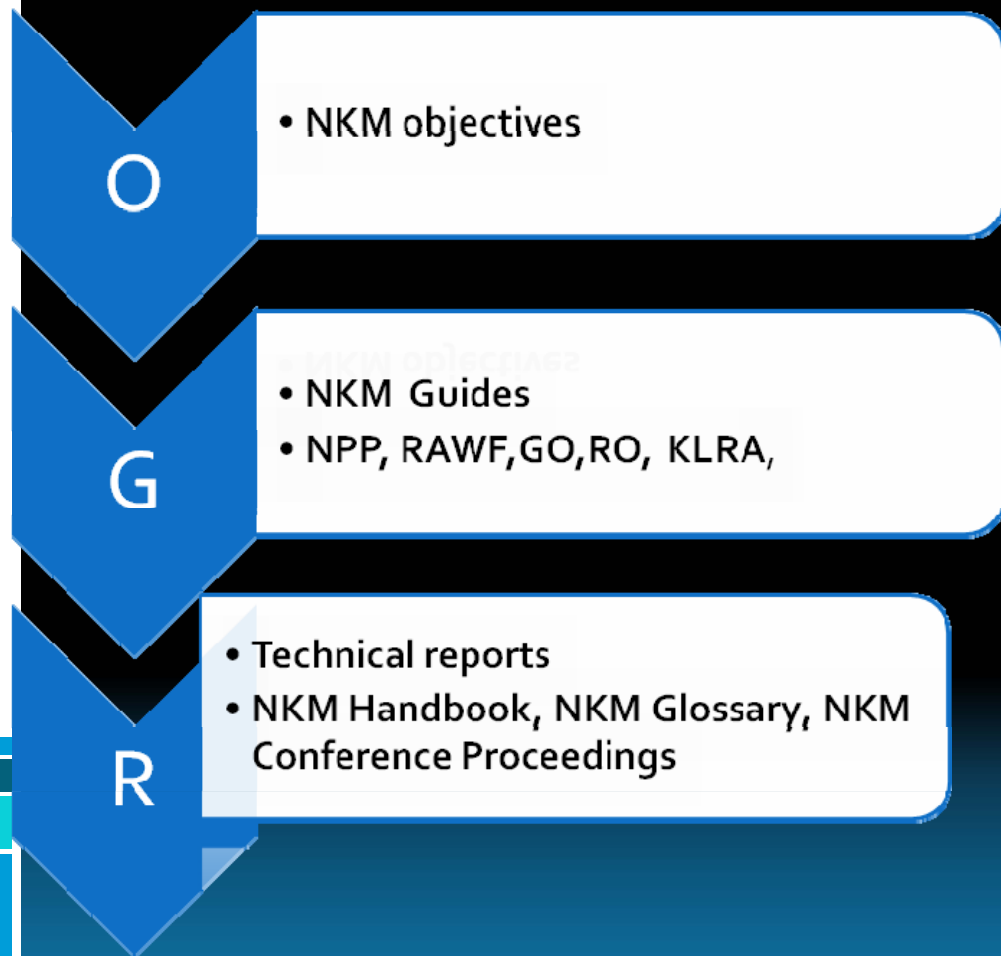 O
• NKM objectives
G
• NKM Guides
• NPP, RAWF,GO,RO, KLRA,
R
• Technical reports
• NKM Handbook, NKM Glossary, NKM
Conference Proceedings